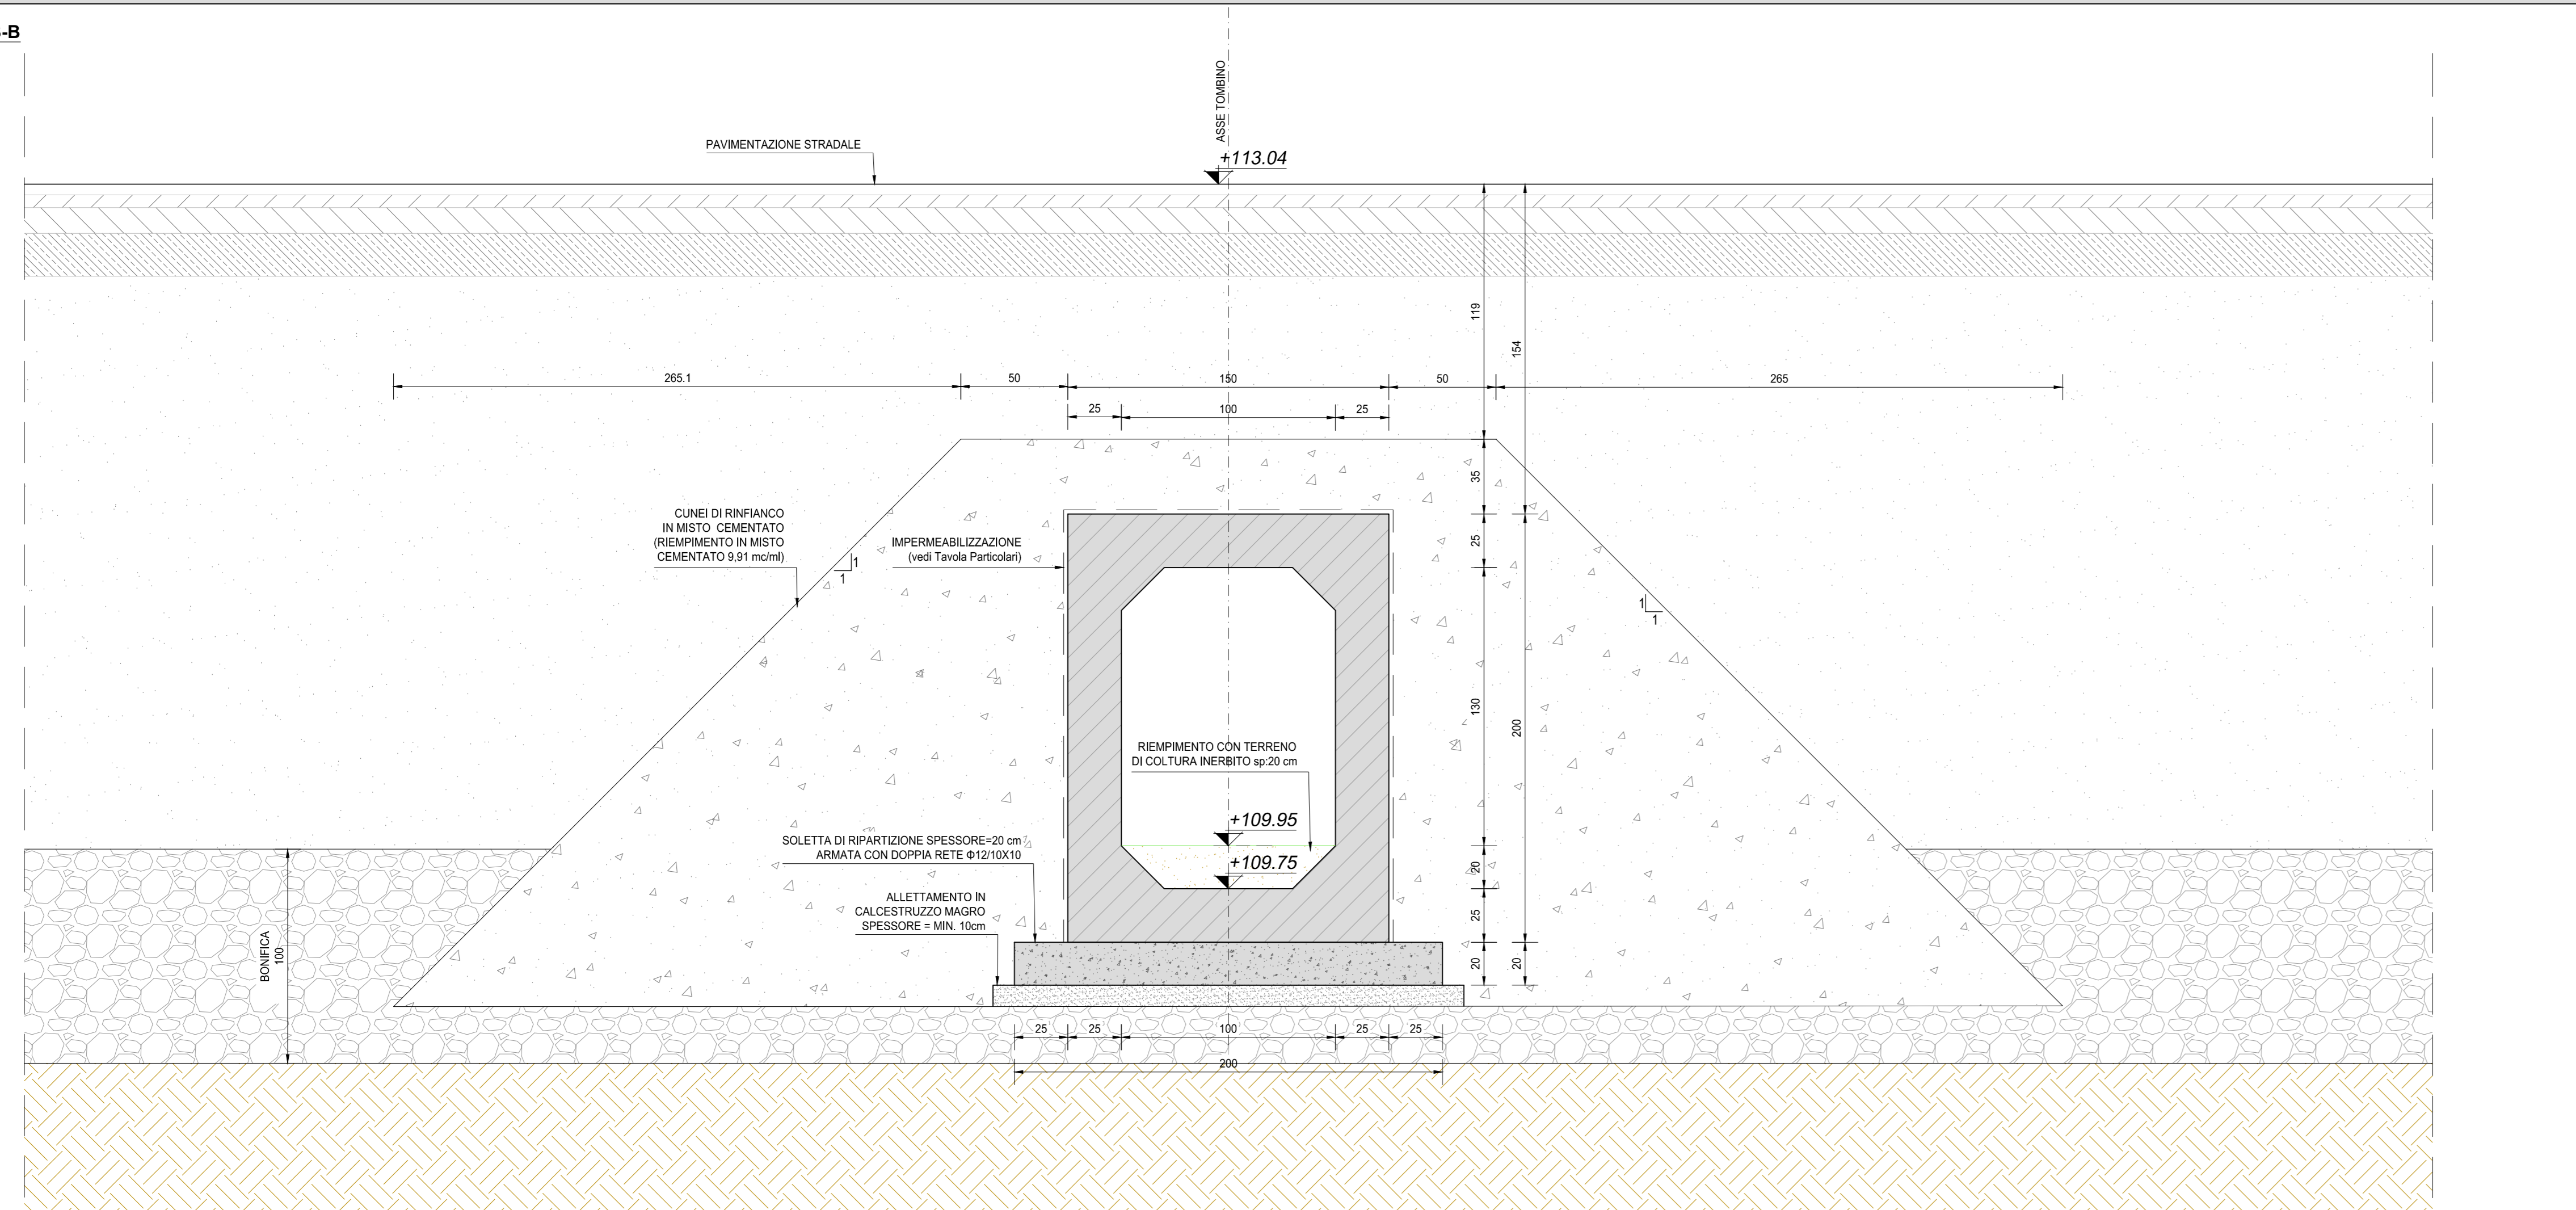 -B
ASSE TOMBINO
PAVIMENTAZIONE STRADALE
+113.04
119
154
265.1
50
150
50
265
25
100
25
35
CUNEI DI RINFIANCO
IN MISTO CEMENTATO
(RIEMPIMENTO IN MISTO
CEMENTATO 9,91 mc/ml)
1
1
IMPERMEABILIZZAZIONE
(vedi Tavola Particolari)
25
1
1
130
200
RIEMPIMENTO CON TERRENO
DI COLTURA INERBITO sp:20 cm
+109.95
+109.75
SOLETTA DI RIPARTIZIONE SPESSORE=20 cm
ARMATA CON DOPPIA RETE Φ12/10X10
20
ALLETTAMENTO IN
CALCESTRUZZO MAGRO
SPESSORE = MIN. 10cm
25
BONIFICA
100
20
20
25
25
100
25
25
200